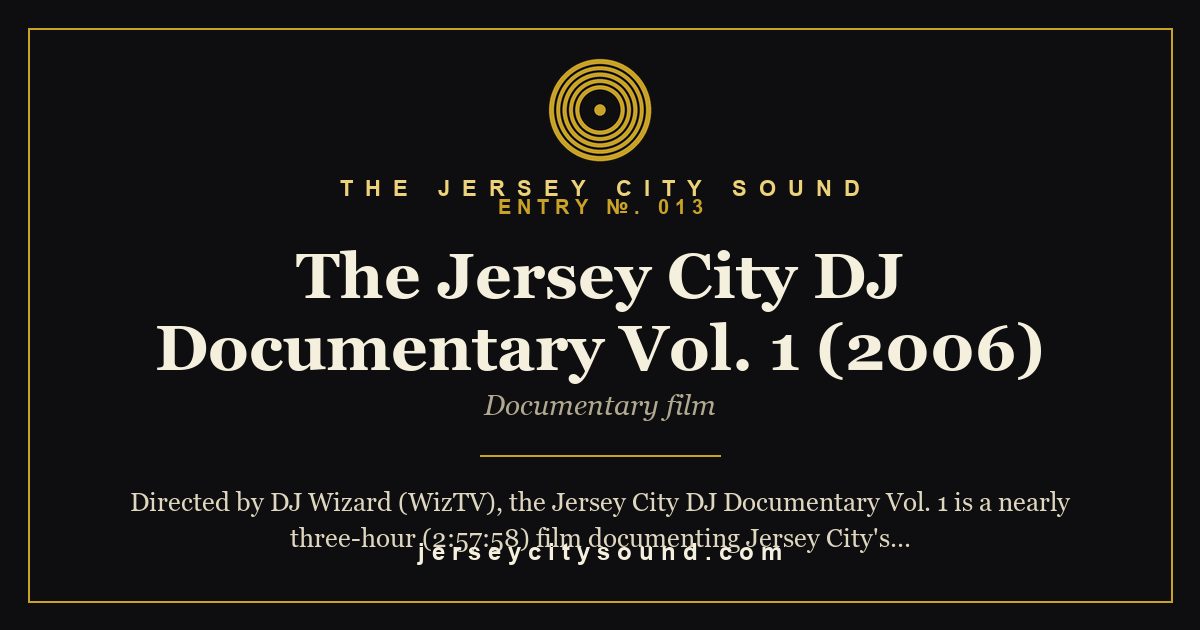 THE JERSEY CITY SOUND
ENTRY №. 013
The Jersey City DJ
Documentary Vol. 1 (2006)
Documentary film
Directed by DJ Wizard (WizTV), the Jersey City DJ Documentary Vol. 1 is a nearly
three-hour (2:57:58) film documenting Jersey City's...
jerseycitysound.com